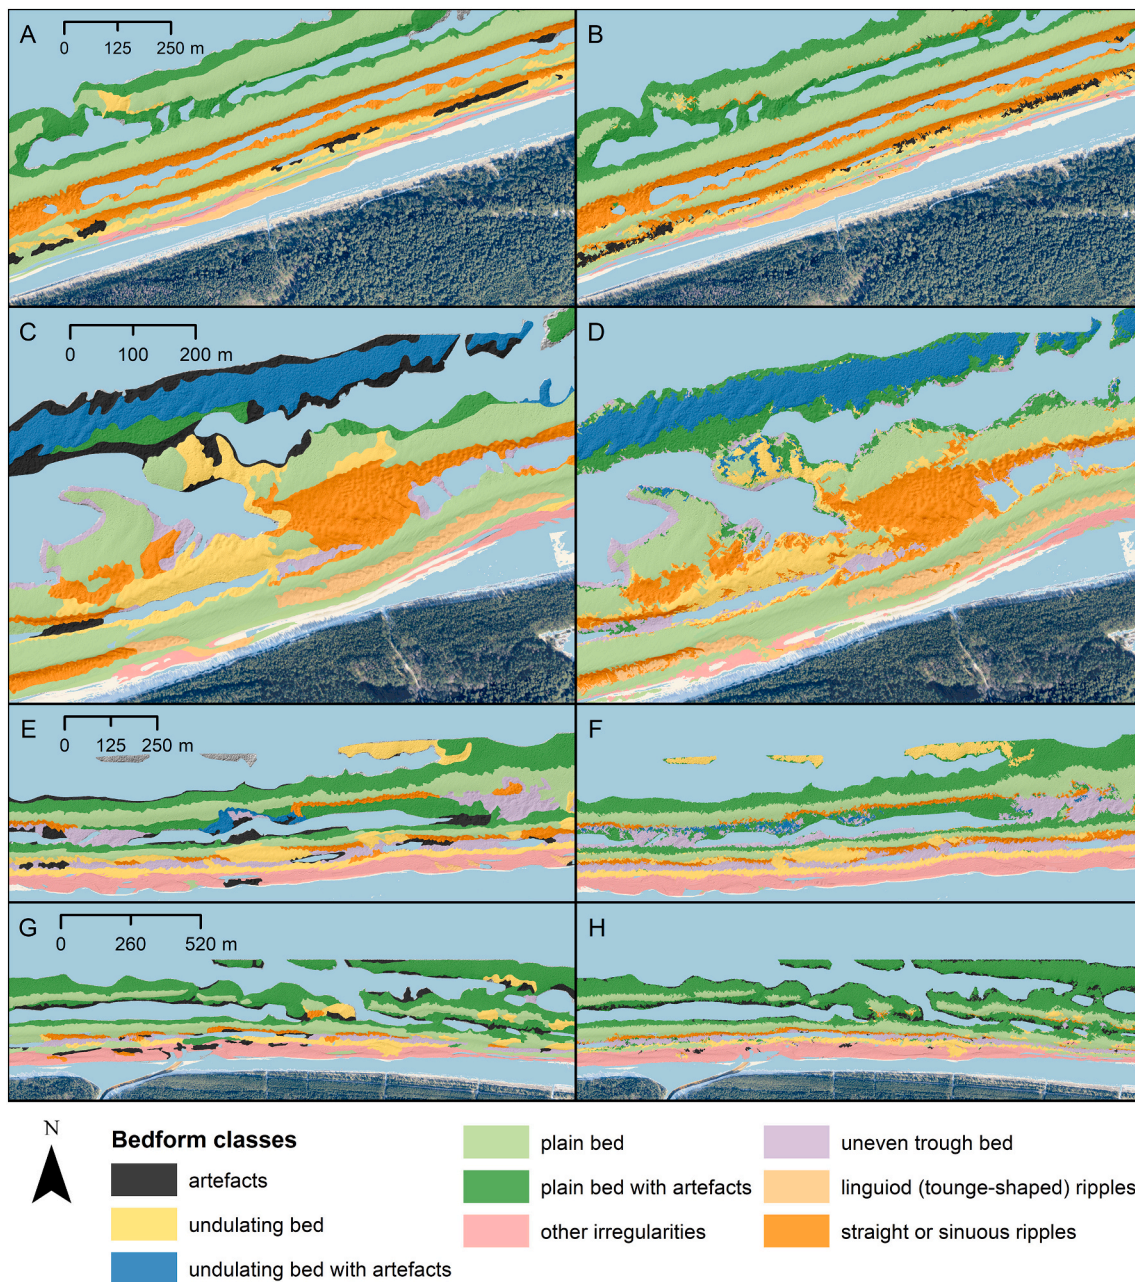 A
0 125 250 m
B
C
0 100 200 m
D
E
0 125 250 m
F
G
0 260 520 m
H
N
Bedform classes
artefacts
undulating bed
undulating bed with artefacts
plain bed
plain bed with artefacts
other irregularities
uneven trough bed
linguiod (tounge-shaped) ripples
straight or sinuous ripples